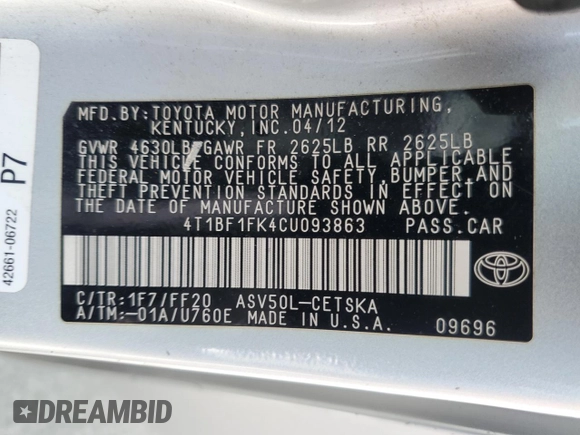 MFD.BY:TOYOTA MOTOR MANUFACTURING,
KENTUCKY,INC.04/12
GVWR 4630LB GAWR FR 2625LB RR 2625LB
THIS VEHICLE CONFORMS TO ALL APPLICABLE
FEDERAL MOTOR VEHICLE SAFETY, BUMPER AND
THEFT PREVENTION STANDARDS IN EFFECT ON
THE DATE OF MANUFACTURE SHOWN ABOVE.
4T1BF1FK4CU093863 PASS.CAR
C/TR:1F7/FF20 ASV50L-CETSKA
A/TM:-01A/U760E MADE IN U.S.A. 09696
TOYOTA
42661-06722 P7
DREAMBID